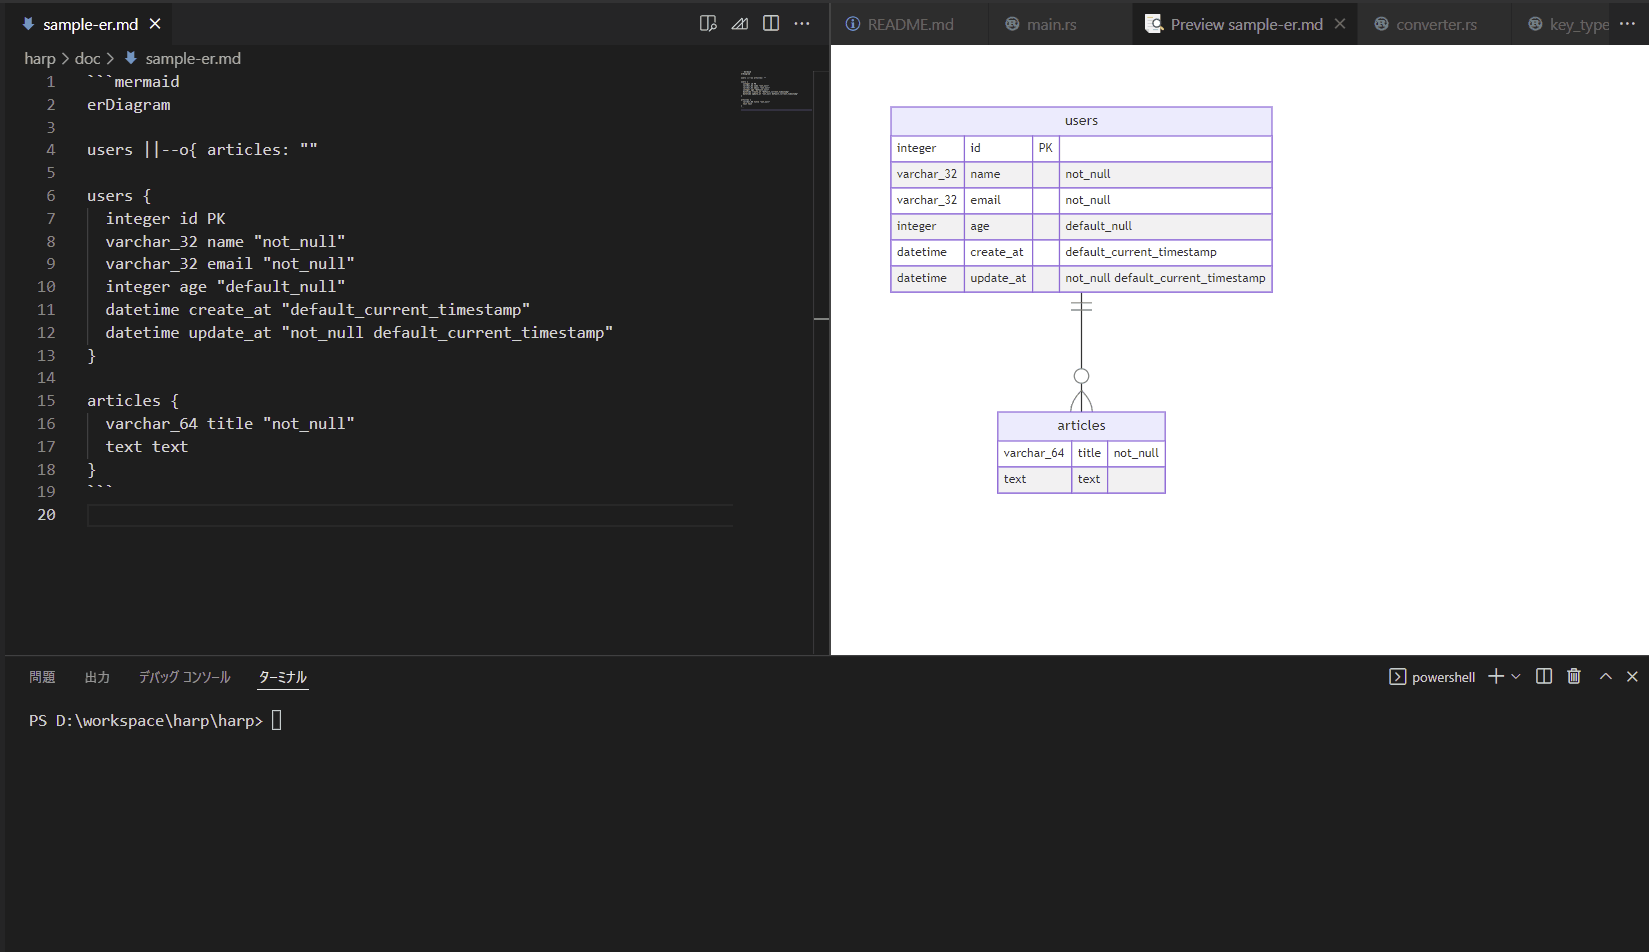 sample-er.md
harp > doc > sample-er.md
1 ```mermaid
2 erDiagram
3
4 users ||--o{ articles: ""
5
6 users {
7 integer id PK
8 varchar_32 name "not_null"
9 varchar_32 email "not_null"
10 integer age "default_null"
11 datetime create_at "default_current_timestamp"
12 datetime update_at "not_null default_current_timestamp"
13 }
14
15 articles {
16 varchar_64 title "not_null"
17 text text
18 }
19 ```
20
README.md main.rs Preview sample-er.md converter.rs key_type
users
integer id PK
varchar_32 name not_null
varchar_32 email not_null
integer age default_null
datetime create_at default_current_timestamp
datetime update_at not_null default_current_timestamp
articles
varchar_64 title not_null
text text
問題 出力 デバッグ コンソール ターミナル powershell
PS D:\workspace\harp\harp>